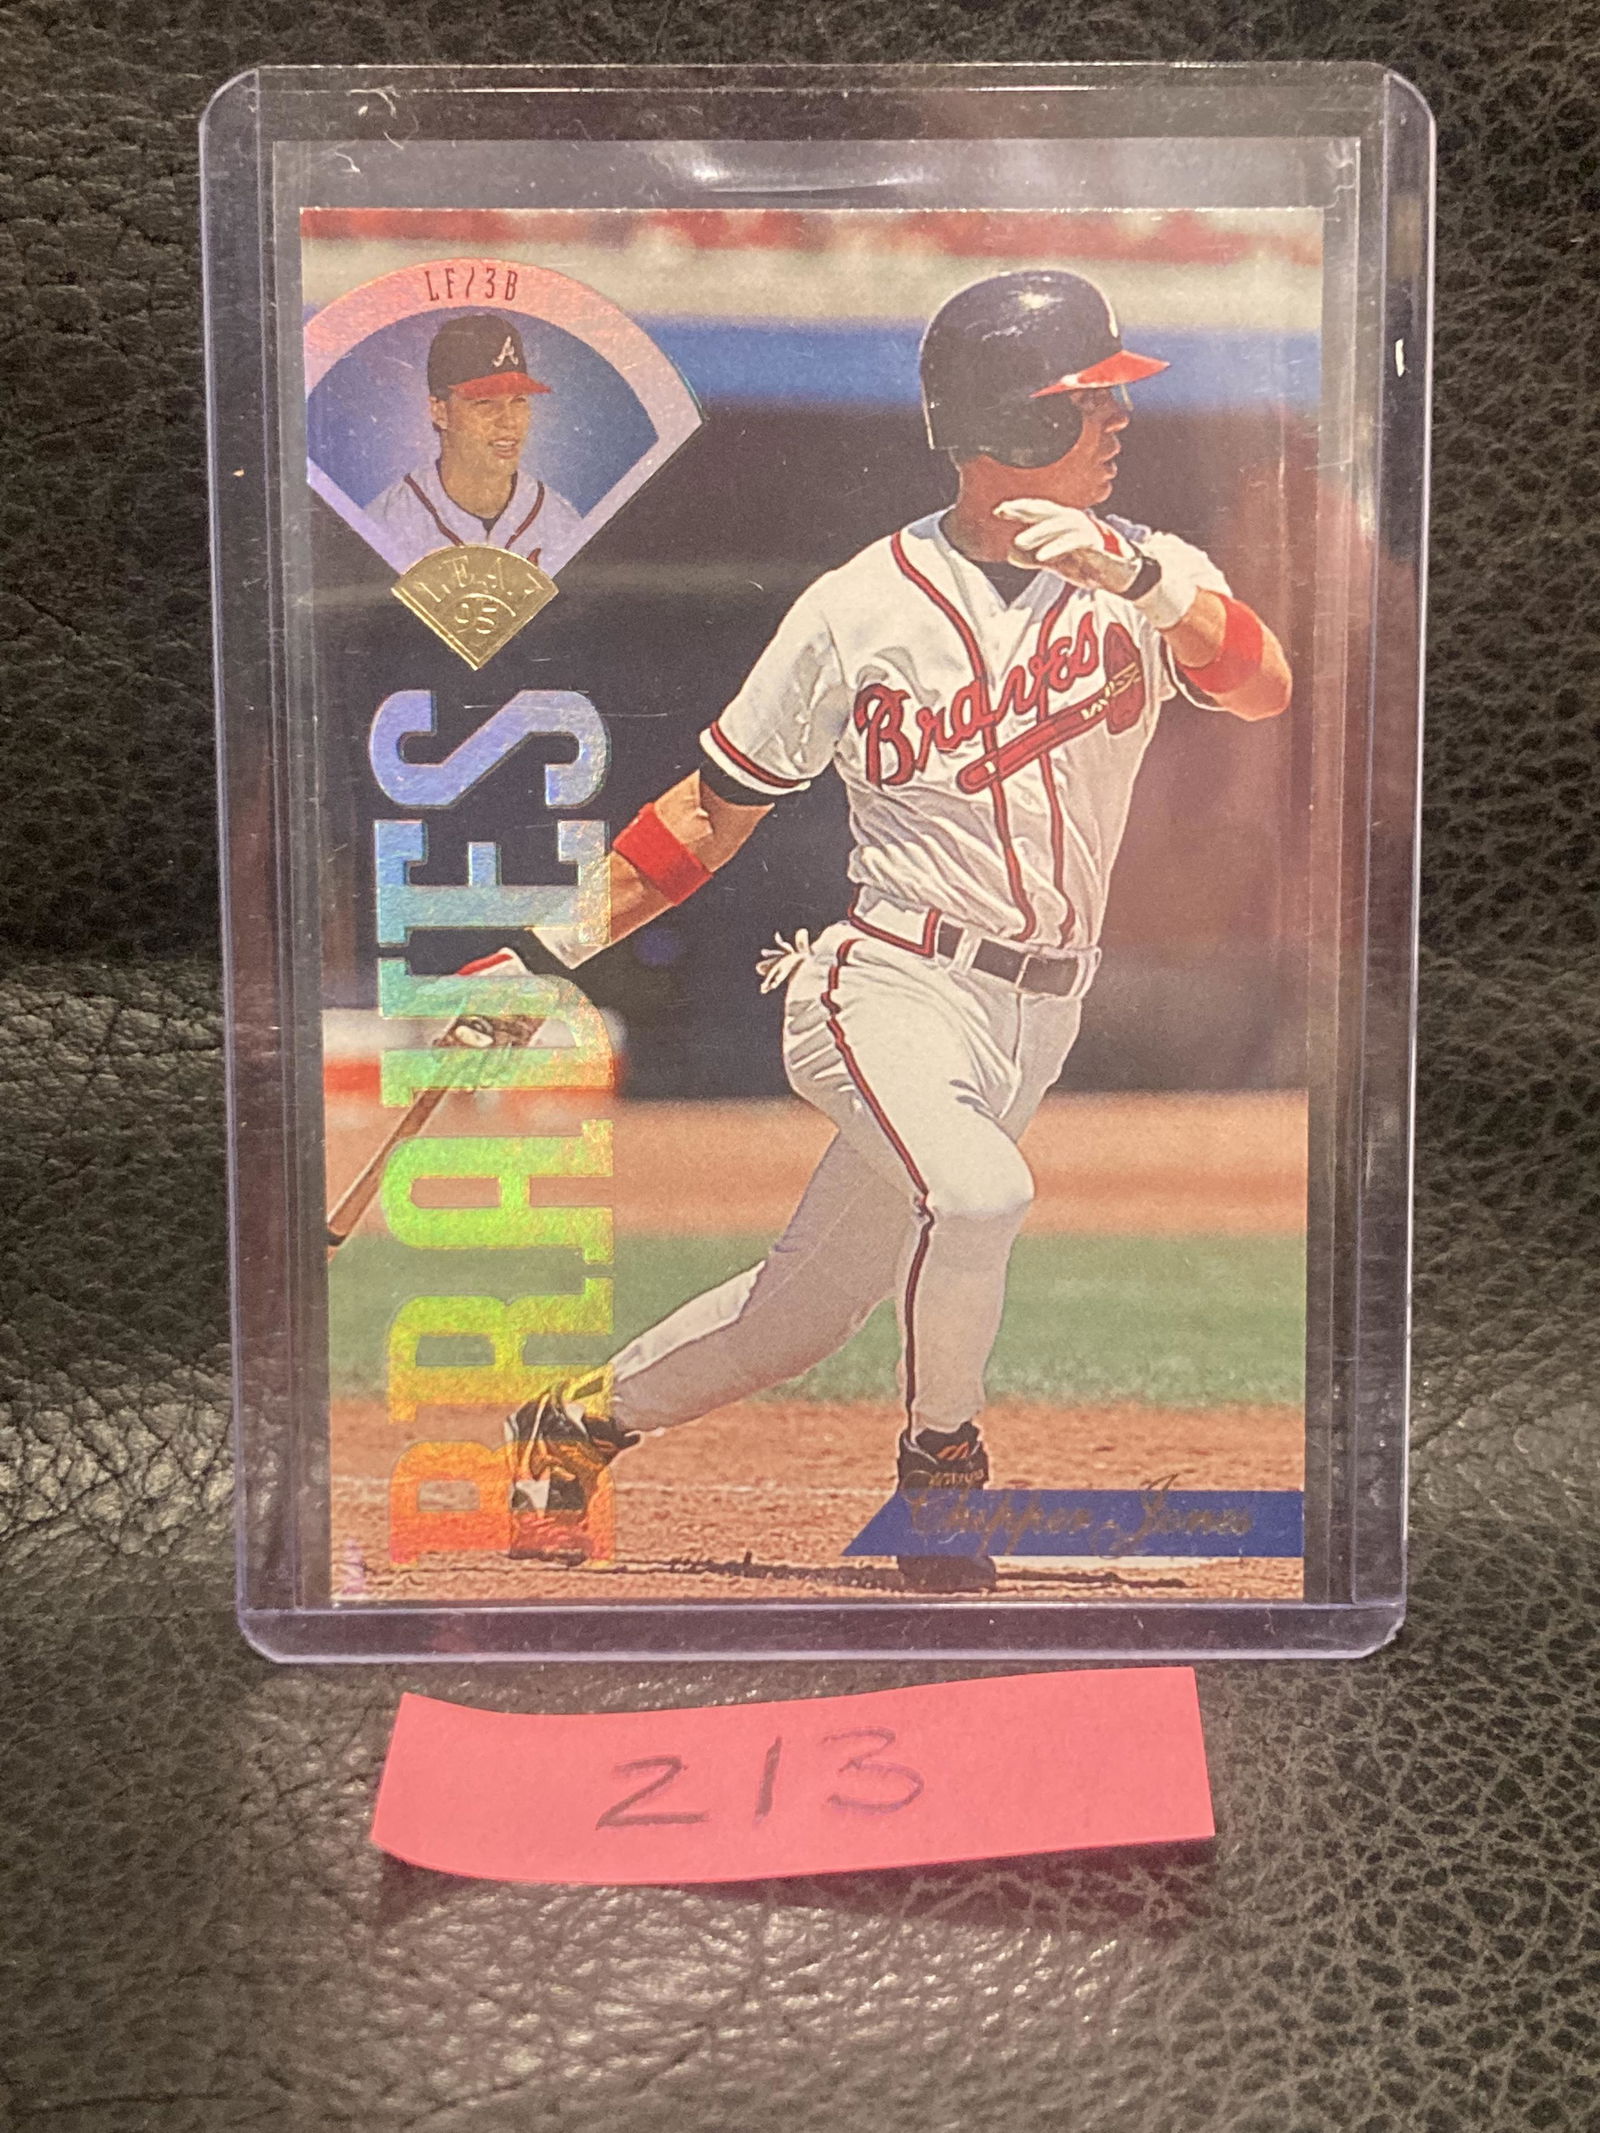 LF/3B
A
LEAF
95
BRAVES
Braves
Chipper Jones
213